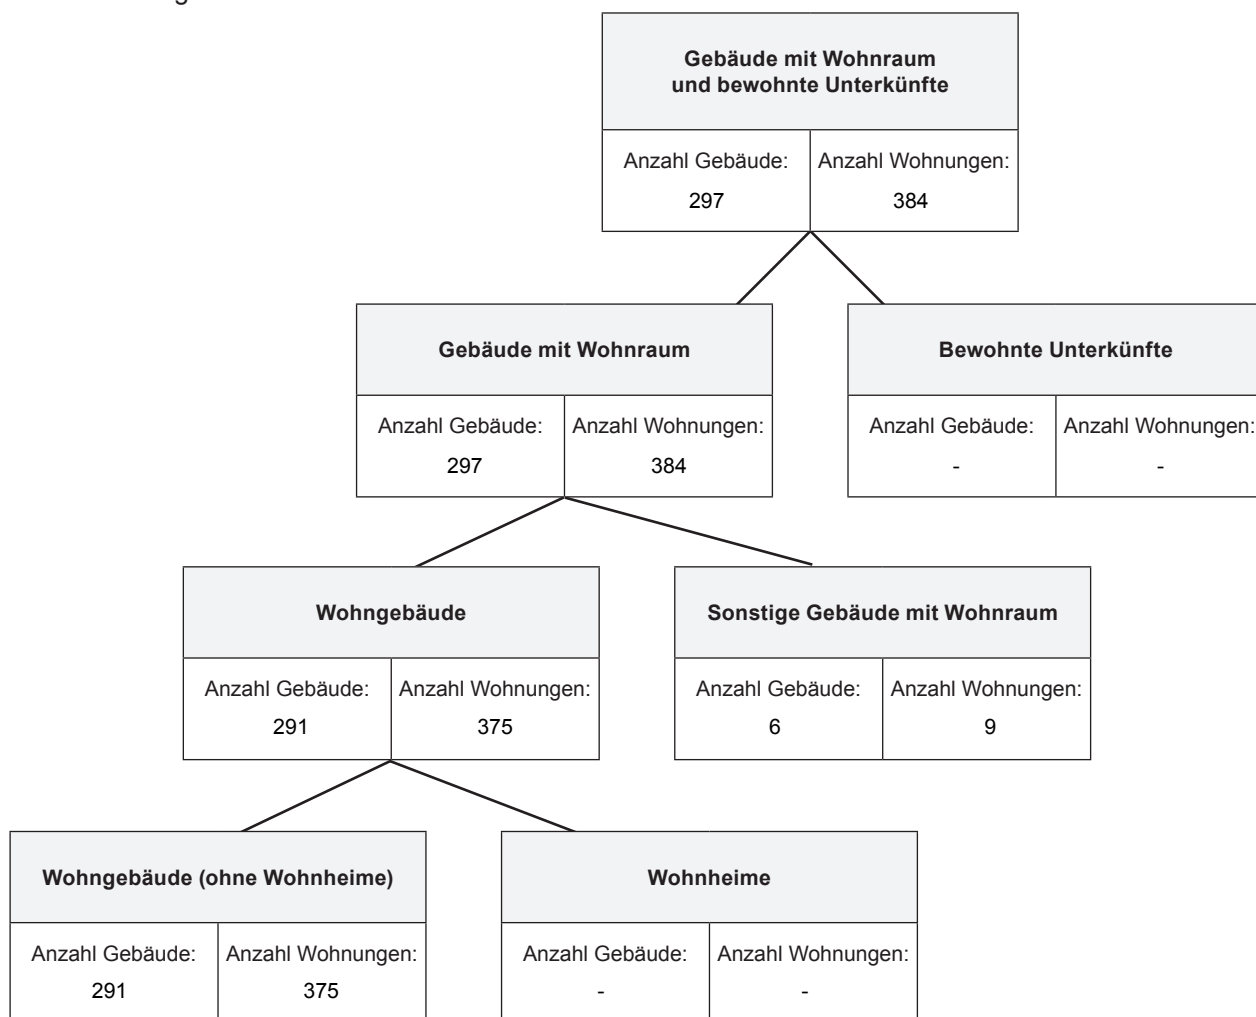 Gebäude mit Wohnraum
und bewohnte Unterkünfte
Anzahl Gebäude: Anzahl Wohnungen:
297 384
Gebäude mit Wohnraum
Anzahl Gebäude: Anzahl Wohnungen:
297 384
Bewohnte Unterkünfte
Anzahl Gebäude: Anzahl Wohnungen:
- -
Wohngebäude
Anzahl Gebäude: Anzahl Wohnungen:
291 375
Sonstige Gebäude mit Wohnraum
Anzahl Gebäude: Anzahl Wohnungen:
6 9
Wohngebäude (ohne Wohnheime)
Anzahl Gebäude: Anzahl Wohnungen:
291 375
Wohnheime
Anzahl Gebäude: Anzahl Wohnungen:
- -